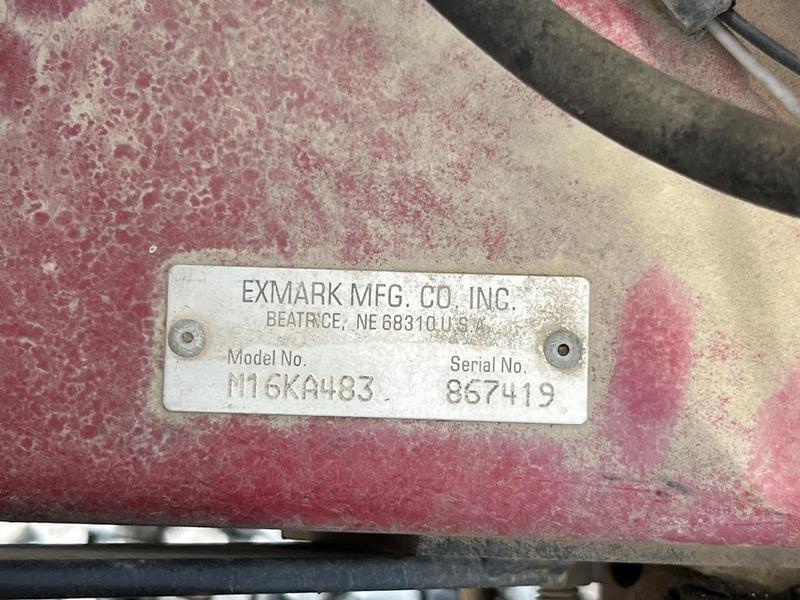 EXMARK MFG. CO. INC.
BEATRICE, NE 68310 U.S.A.
Model No. Serial No.
M16KA483 867419